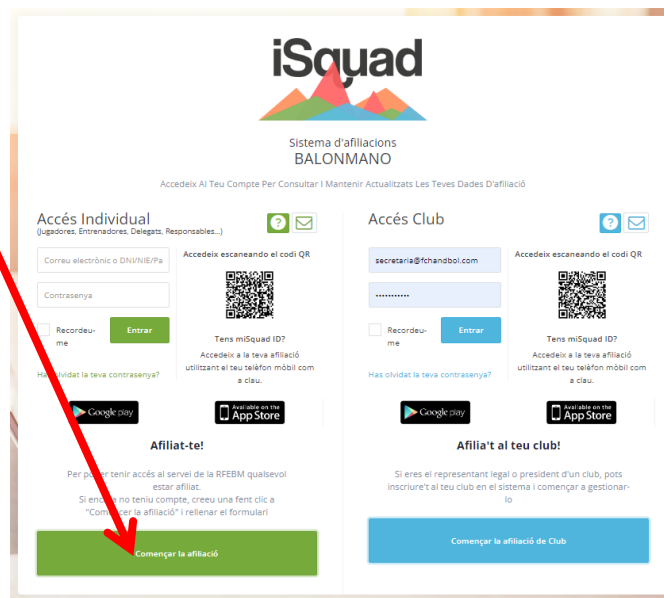 iSquad
Sistema d'afiliacions
BALONMANO
Accedeix Al Teu Compte Per Consultar I Mantenir Actualitzats Les Teves Dades D'afiliació
Accés Individual
(Jugadores, Entrenadores, Delegats, Responsables...)
?
Correu electrònic o DNI/NIE/Pa
Contrasenya
Recordeu-
me
Entrar
Has olvidat la teva contrasenya?
Accedeix escaneando el codi QR
Tens miSquad ID?
Accedeix a la teva afiliació
utilitzant el teu telèfon mòbil com
a clau.
Google play
Available on the
App Store
Afiliat-te!
Per poder tenir accés al servei de la RFEBM qualsevol
estar afiliat.
Si encara no teniu compte, creeu una fent clic a
"Començar la afiliació" i rellenar el formulari
Començar la afiliació
Accés Club
?
secretaria@fchandbol.com
•••••••••••
Recordeu-
me
Entrar
Has olvidat la teva contrasenya?
Accedeix escaneando el codi QR
Tens miSquad ID?
Accedeix a la teva afiliació
utilitzant el teu telèfon mòbil com
a clau.
Google play
Available on the
App Store
Afilia't al teu club!
Si eres el representant legal o president d'un club, pots
inscriure't al teu club en el sistema i començar a gestionar-
lo
Començar la afiliació de Club